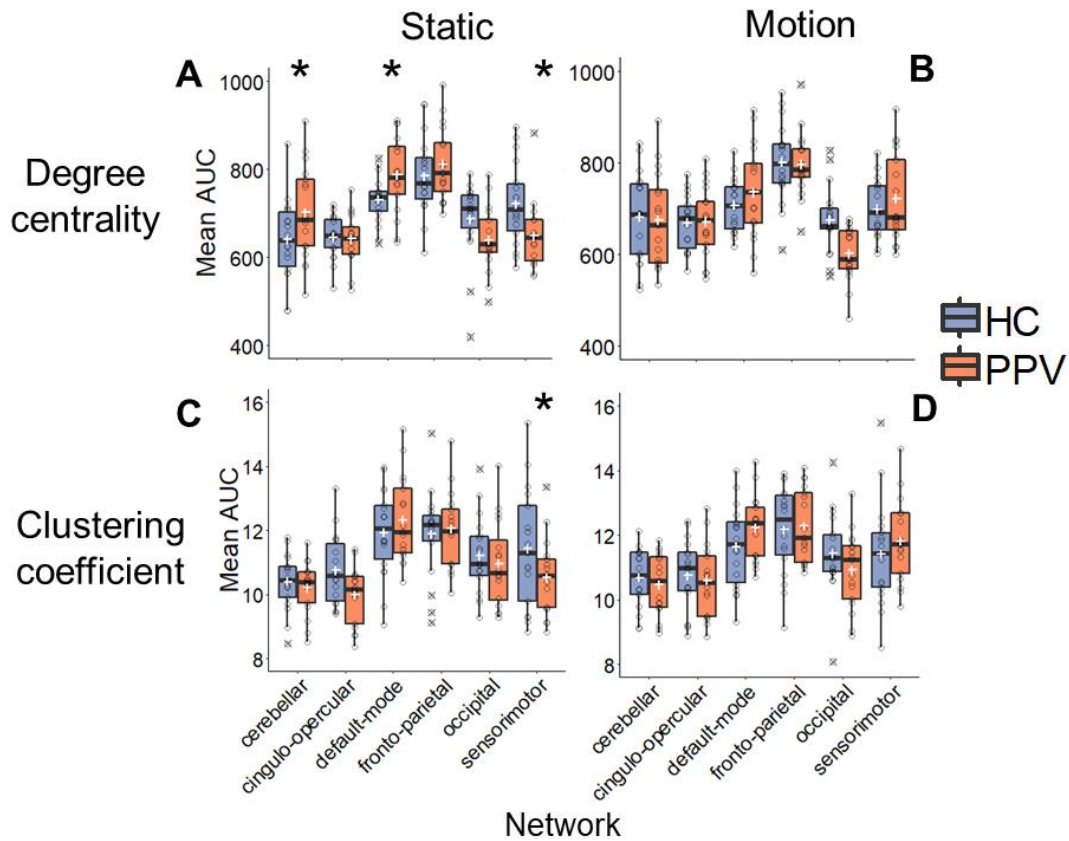 Static
Motion
A
*
*
*
B
Degree
centrality
Mean AUC
1000
800
600
400
1000
800
600
400
HC
PPV
C
*
D
Clustering
coefficient
Mean AUC
16
14
12
10
8
16
14
12
10
8
cerebellar
cingulo-opercular
default-mode
fronto-parietal
occipital
sensorimotor
cerebellar
cingulo-opercular
default-mode
fronto-parietal
occipital
sensorimotor
Network